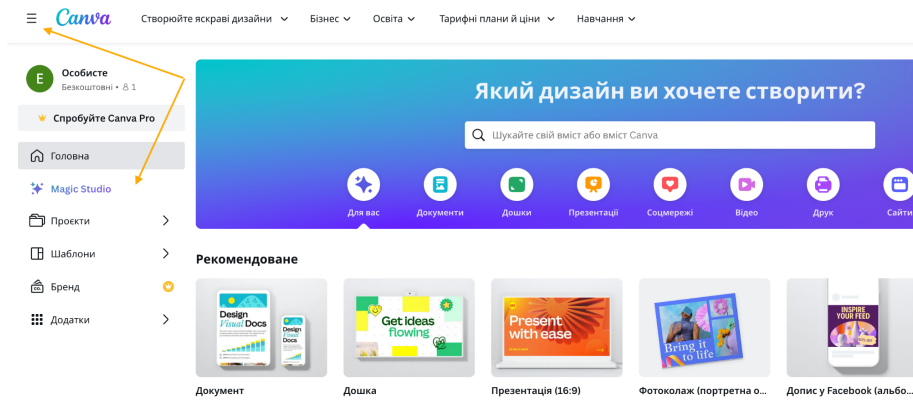 Canva
Створюйте яскраві дизайни
Бізнес
Освіта
Тарифні плани й ціни
Навчання
E
Особисте
Безкоштовні • 1
Спробуйте Canva Pro
Головна
Magic Studio
Проєкти
Шаблони
Бренд
Додатки
Який дизайн ви хочете створити?
Шукайте свій вміст або вміст Canva
Для вас
Документи
Дошки
Презентації
Соцмережі
Відео
Друк
Сайти
Рекомендоване
Design
Visual Docs
Design
Visual
Docs
Get ideas
flowing
Present
with ease
Bring it
to life
INSPIRE
YOUR FEED
Документ
Дошка
Презентація (16:9)
Фотоколаж (портретна о...
Допис у Facebook (альбо...